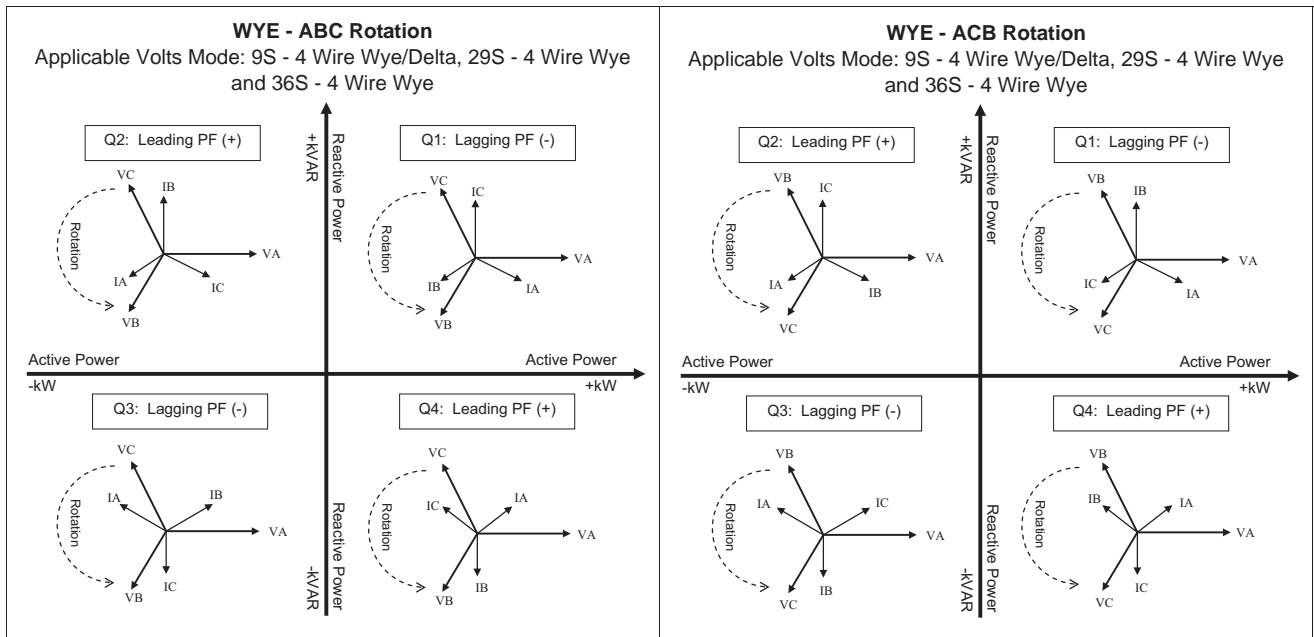 WYE - ABC Rotation
Applicable Volts Mode: 9S - 4 Wire Wye/Delta, 29S - 4 Wire Wye
and 36S - 4 Wire Wye
Q2: Leading PF (+)
VC
IB
VA
IA
IC
VB
Rotation
+kVAR
Reactive Power
Q1: Lagging PF (-)
VC
IC
VA
IB
IA
VB
Rotation
Active Power
-kW
Active Power
+kW
Q3: Lagging PF (-)
VC
IA
IB
VA
VB
IC
Rotation
Reactive Power
-kVAR
Q4: Leading PF (+)
VC
IC
IA
VA
VB
IB
Rotation
WYE - ACB Rotation
Applicable Volts Mode: 9S - 4 Wire Wye/Delta, 29S - 4 Wire Wye
and 36S - 4 Wire Wye
Q2: Leading PF (+)
VB
IC
VA
IA
IB
VC
Rotation
+kVAR
Reactive Power
Q1: Lagging PF (-)
VB
IB
VA
IC
IA
VC
Rotation
Active Power
-kW
Active Power
+kW
Q3: Lagging PF (-)
VB
IA
IC
VA
VC
IB
Rotation
Reactive Power
-kVAR
Q4: Leading PF (+)
VB
IB
IA
VA
VC
IC
Rotation